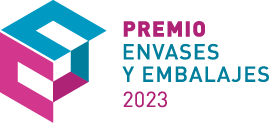 PREMIO
ENVASES
Y EMBALAJES
2023